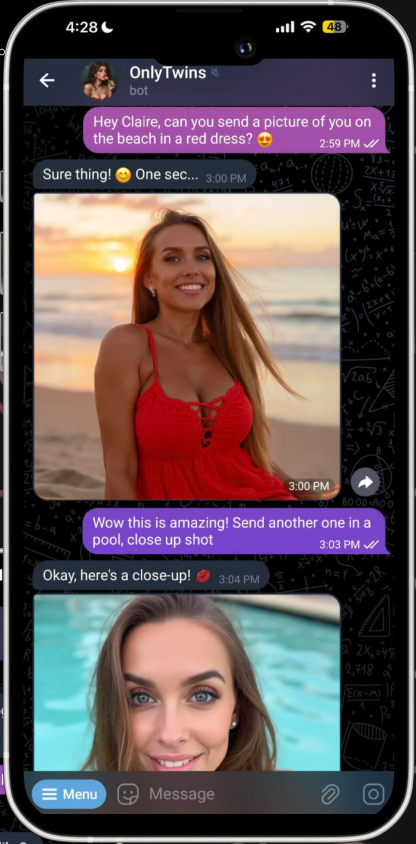 4:28
48
OnlyTwins
bot
Hey Claire, can you send a picture of you on
the beach in a red dress? 😍
2:59 PM
Sure thing! 😊 One sec...
3:00 PM
3:00 PM
Wow this is amazing! Send another one in a
pool, close up shot
3:03 PM
Okay, here's a close-up! 💋
3:04 PM
Menu
Message